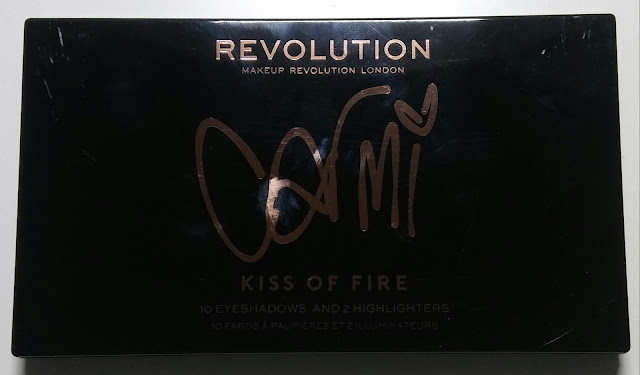 REVOLUTION
MAKEUP REVOLUTION LONDON
Carmi
KISS OF FIRE
10 EYESHADOWS AND 2 HIGHLIGHTERS
10 FARDS À PAUPIÈRES ET 2 ILLUMINATEURS